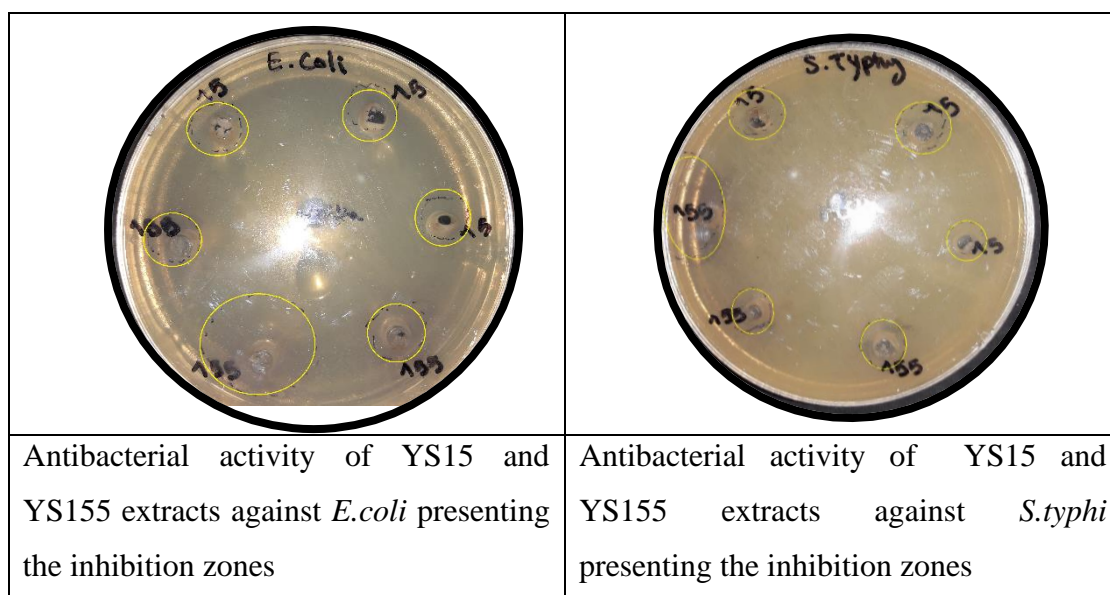 E.Coli
15
15
155
15
155
155
S.Typhy
15
15
155
15
155
155
Antibacterial activity of YS15 and
YS155 extracts against E.coli presenting
the inhibition zones
Antibacterial activity of YS15 and
YS155 extracts against S.typhi
presenting the inhibition zones